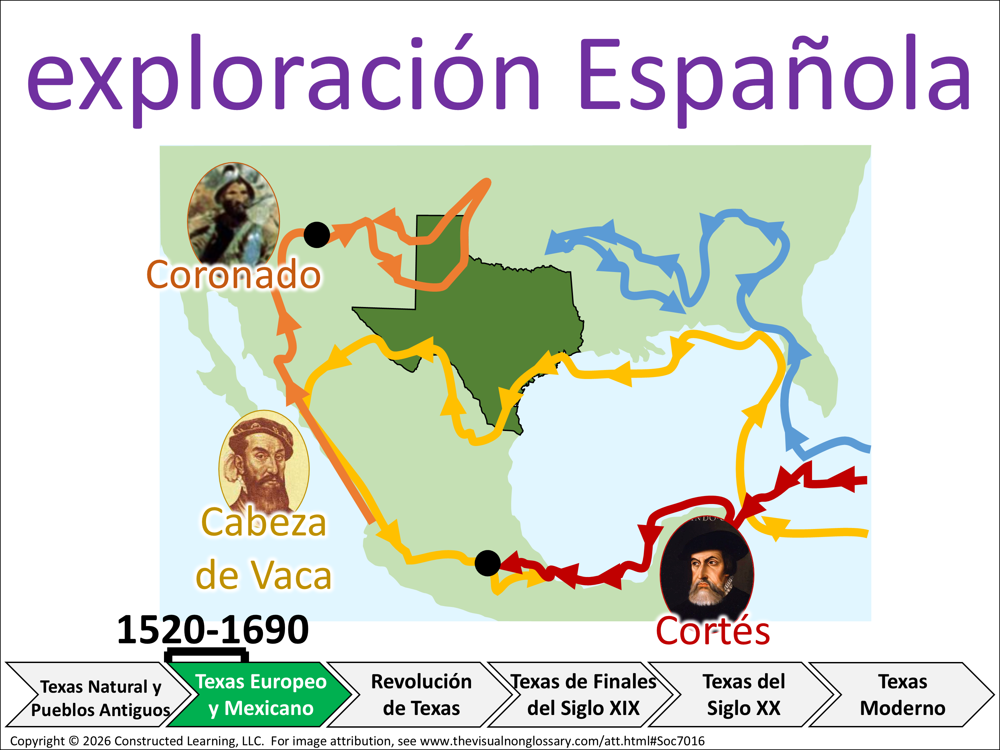 exploración Española
Coronado
Cabeza
de Vaca
NDO
Cortés
1520-1690
Texas Natural y
Pueblos Antiguos
Texas Europeo
y Mexicano
Revolución
de Texas
Texas de Finales
del Siglo XIX
Texas del
Siglo XX
Texas
Moderno
Copyright © 2026 Constructed Learning, LLC.  For image attribution, see www.thevisualnonglossary.com/att.html#Soc7016